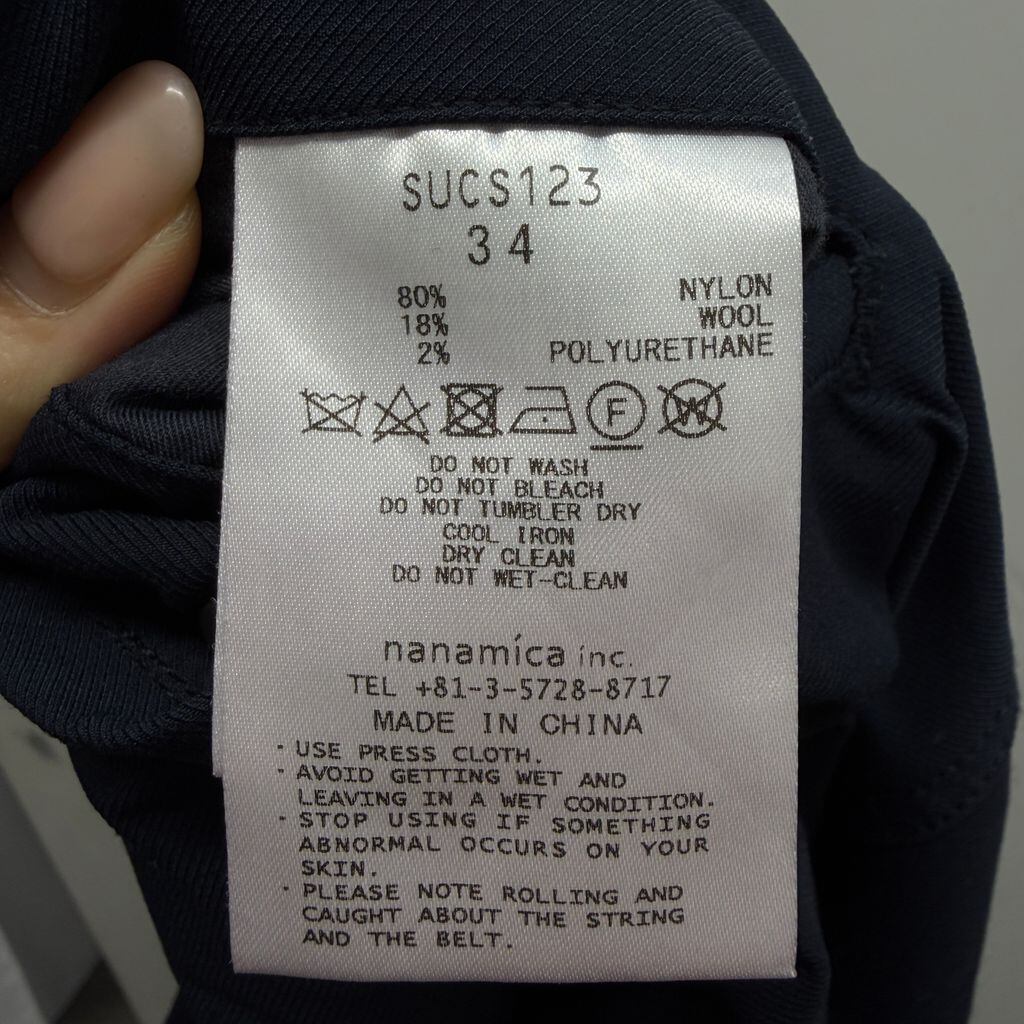 SUCS123
34
80% NYLON
18% WOOL
2% POLYURETHANE
F W
DO NOT WASH
DO NOT BLEACH
DO NOT TUMBLER DRY
COOL IRON
DRY CLEAN
DO NOT WET-CLEAN
nanamíca inc.
TEL +81-3-5728-8717
MADE IN CHINA
· USE PRESS CLOTH.
· AVOID GETTING WET AND
LEAVING IN A WET CONDITION.
· STOP USING IF SOMETHING
ABNORMAL OCCURS ON YOUR
SKIN.
· PLEASE NOTE ROLLING AND
CAUGHT ABOUT THE STRING
AND THE BELT.